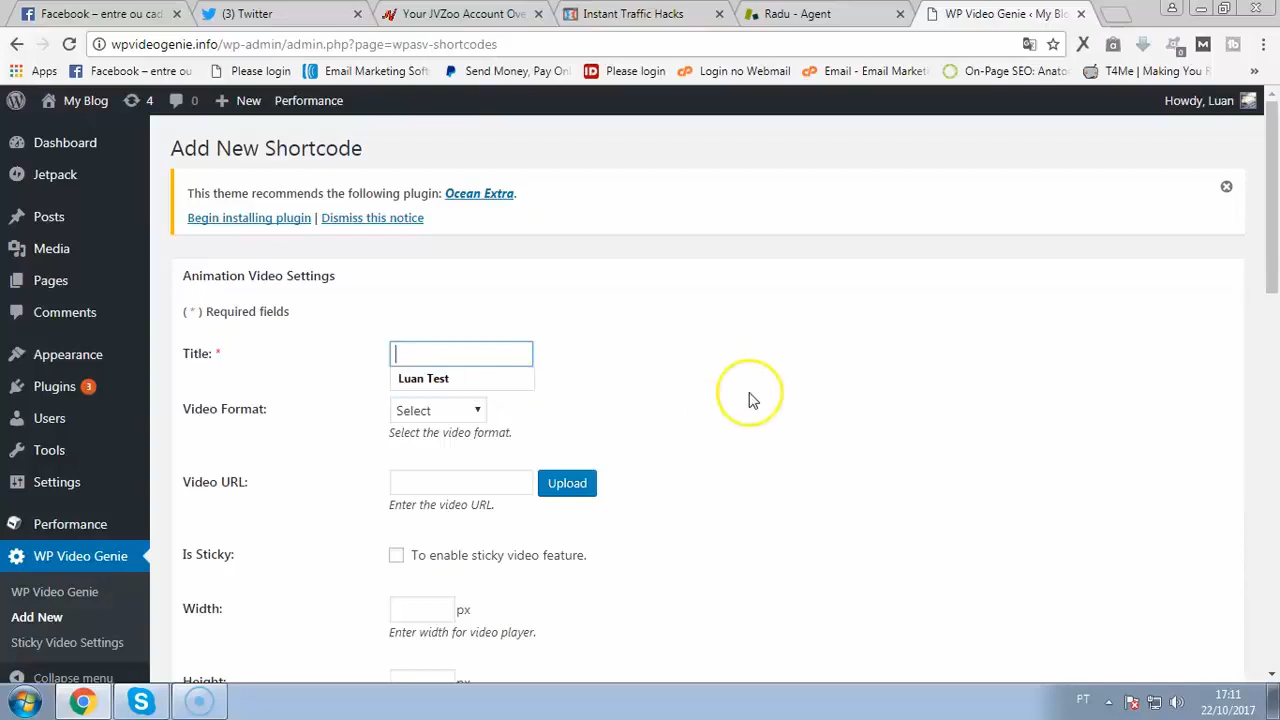 Facebook – entre ou cad
(3) Twitter
Your JVZoo Account Ove
Instant Traffic Hacks
Radu - Agent
WP Video Genie ‹ My Blo
wpvideogenie.info/wp-admin/admin.php?page=wpasv-shortcodes
Apps
Facebook – entre ou
Please login
Email Marketing Soft
Send Money, Pay Onl
Please login
Login no Webmail
Email - Email Market
On-Page SEO: Anato
T4Me | Making You R
»
My Blog
4
0
New
Performance
Howdy, Luan
Dashboard
Jetpack
Posts
Media
Pages
Comments
Appearance
Plugins 3
Users
Tools
Settings
Performance
WP Video Genie
WP Video Genie
Add New
Sticky Video Settings
Collapse menu
Add New Shortcode
This theme recommends the following plugin: Ocean Extra.
Begin installing plugin | Dismiss this notice
Animation Video Settings
( * ) Required fields
Title: *
Luan Test
Video Format:
Select
Select the video format.
Video URL:
Upload
Enter the video URL.
Is Sticky:
To enable sticky video feature.
Width:
px
Enter width for video player.
Height:
px
PT
17:11
22/10/2017